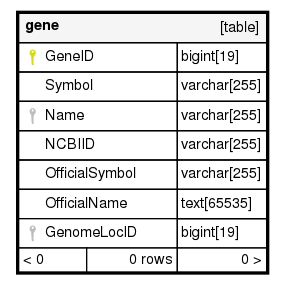 gene [table]
GeneID bigint[19]
Symbol varchar[255]
Name varchar[255]
NCBIID varchar[255]
OfficialSymbol varchar[255]
OfficialName text[65535]
GenomeLocID bigint[19]
< 0 0 rows 0 >